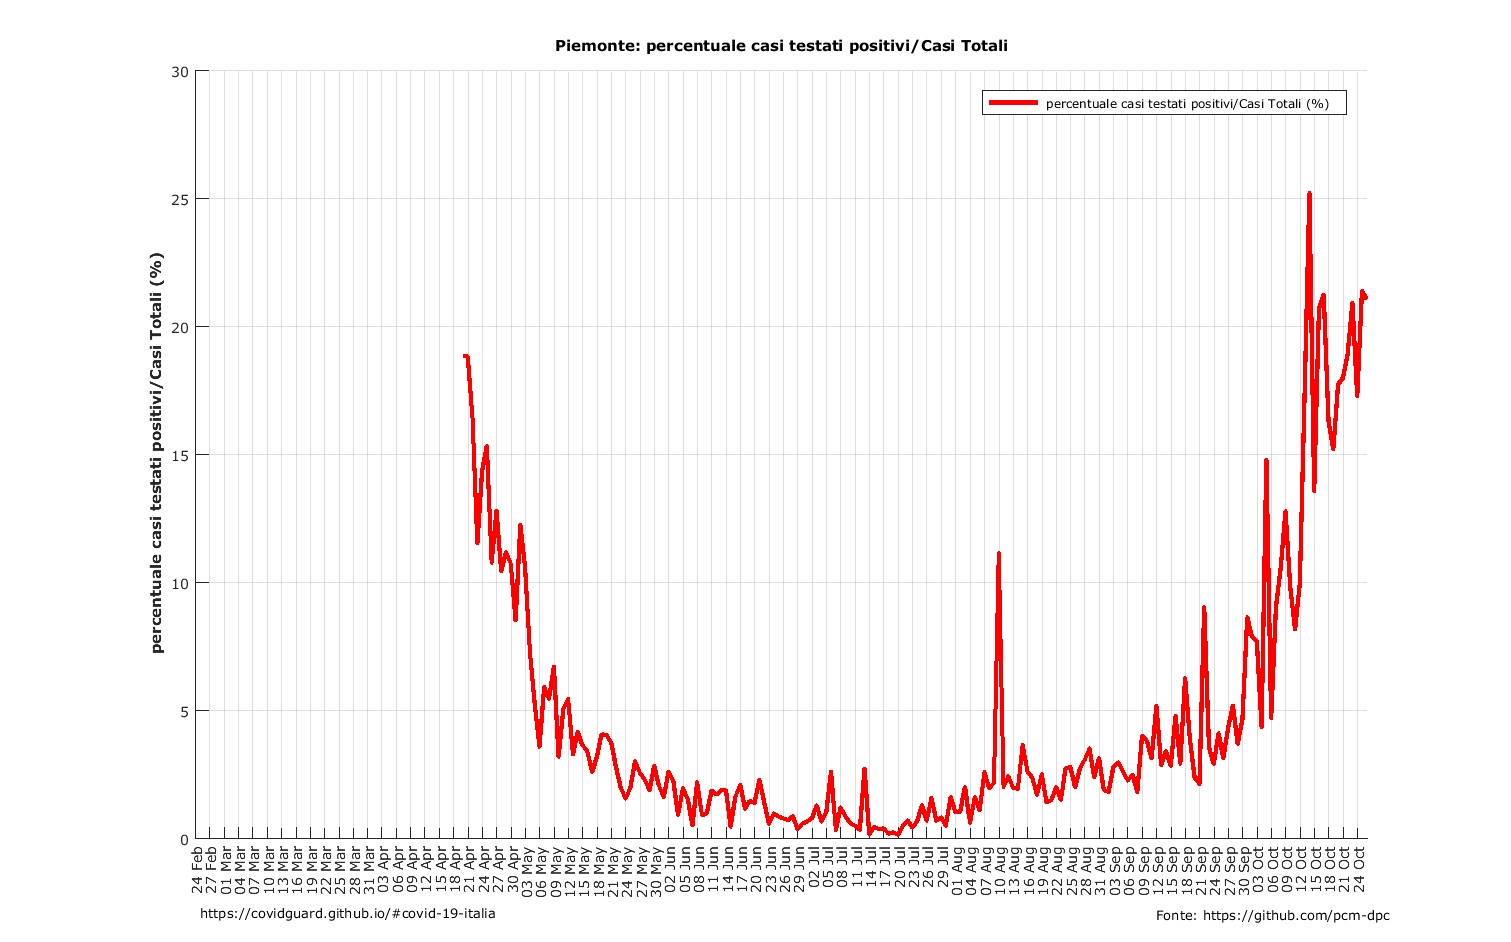 Piemonte: percentuale casi testati positivi/Casi Totali
percentuale casi testati positivi/Casi Totali (%)
percentuale casi testati positivi/Casi Totali (%)
30
25
20
15
10
5
0
24 Feb
27 Feb
01 Mar
04 Mar
07 Mar
10 Mar
13 Mar
16 Mar
19 Mar
22 Mar
25 Mar
28 Mar
31 Mar
03 Apr
06 Apr
09 Apr
12 Apr
15 Apr
18 Apr
21 Apr
24 Apr
27 Apr
30 Apr
03 May
06 May
09 May
12 May
15 May
18 May
21 May
24 May
27 May
30 May
02 Jun
05 Jun
08 Jun
11 Jun
14 Jun
17 Jun
20 Jun
23 Jun
26 Jun
29 Jun
02 Jul
05 Jul
08 Jul
11 Jul
14 Jul
17 Jul
20 Jul
23 Jul
26 Jul
29 Jul
01 Aug
04 Aug
07 Aug
10 Aug
13 Aug
16 Aug
19 Aug
22 Aug
25 Aug
28 Aug
31 Aug
03 Sep
06 Sep
09 Sep
12 Sep
15 Sep
18 Sep
21 Sep
24 Sep
27 Sep
30 Sep
03 Oct
06 Oct
09 Oct
12 Oct
15 Oct
18 Oct
21 Oct
24 Oct
https://covidguard.github.io/#covid-19-italia
Fonte: https://github.com/pcm-dpc